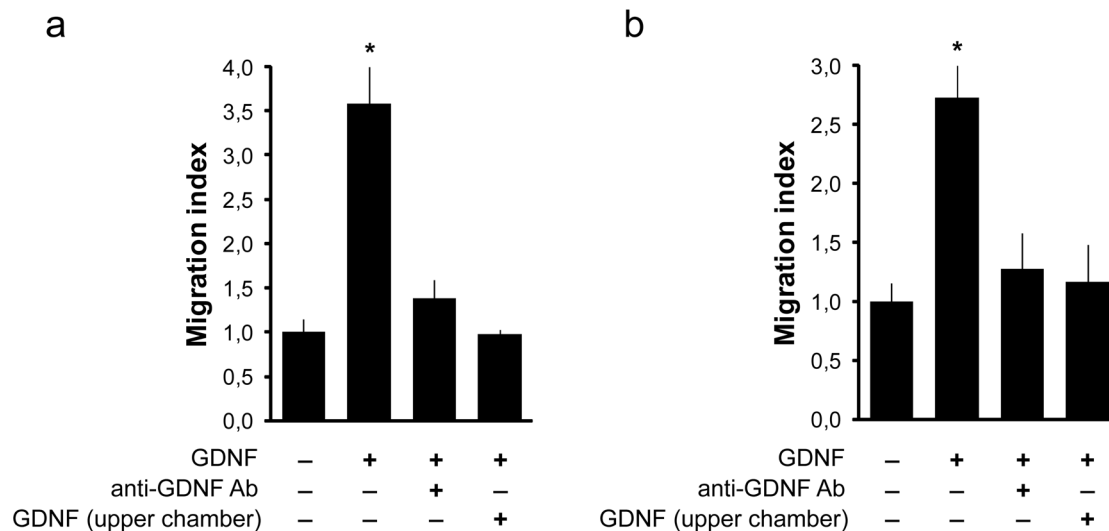 a
*
4,0
3,5
3,0
2,5
2,0
1,5
1,0
0,5
0,0
Migration index
GDNF – + + +
anti-GDNF Ab – – + –
GDNF (upper chamber) – – – +
b
*
3,0
2,5
2,0
1,5
1,0
0,5
0,0
Migration index
GDNF – + + +
anti-GDNF Ab – – + –
GDNF (upper chamber) – – – +